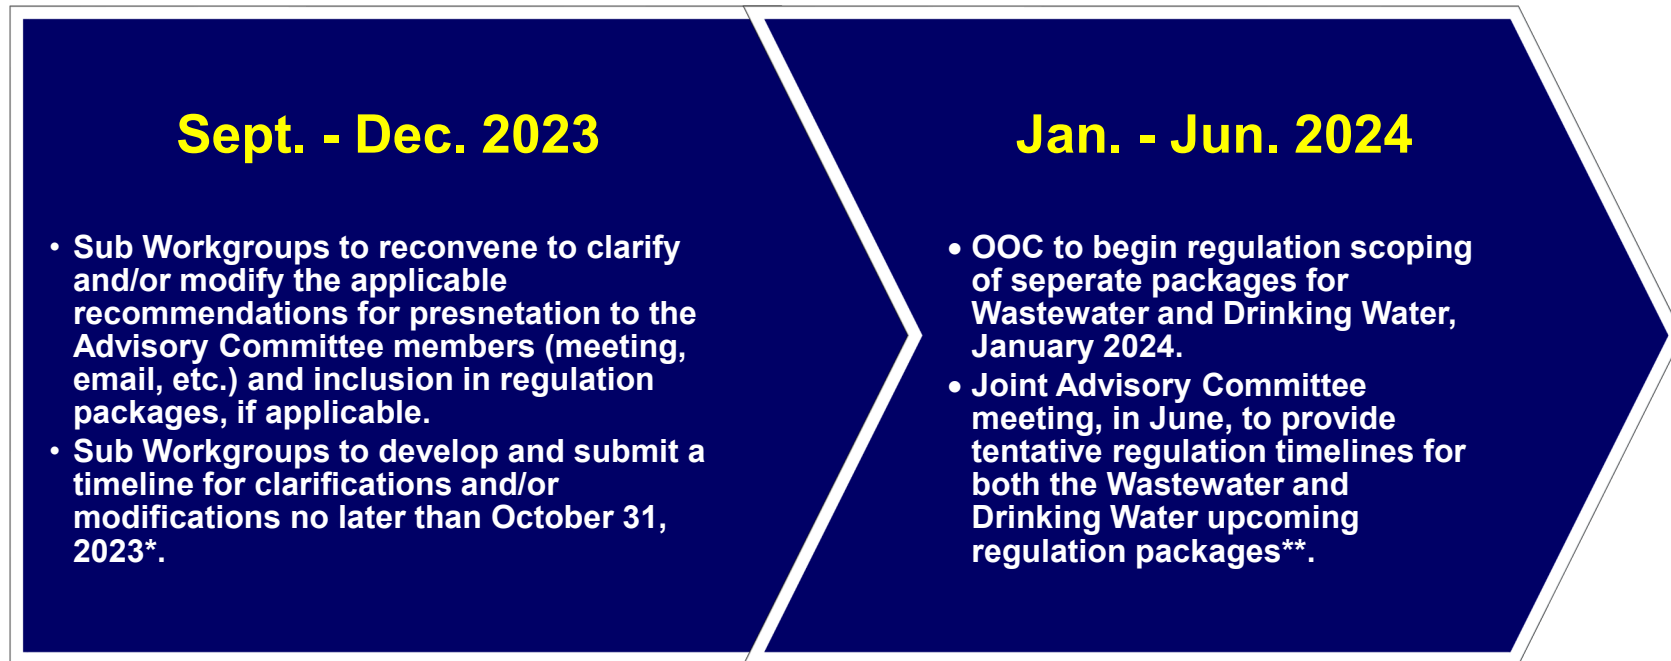 Sept. - Dec. 2023
• Sub Workgroups to reconvene to clarify
and/or modify the applicable
recommendations for presnetation to the
Advisory Committee members (meeting,
email, etc.) and inclusion in regulation
packages, if applicable.
• Sub Workgroups to develop and submit a
timeline for clarifications and/or
modifications no later than October 31,
2023*.
Jan. - Jun. 2024
• OOC to begin regulation scoping
of seperate packages for
Wastewater and Drinking Water,
January 2024.
• Joint Advisory Committee
meeting, in June, to provide
tentative regulation timelines for
both the Wastewater and
Drinking Water upcoming
regulation packages**.